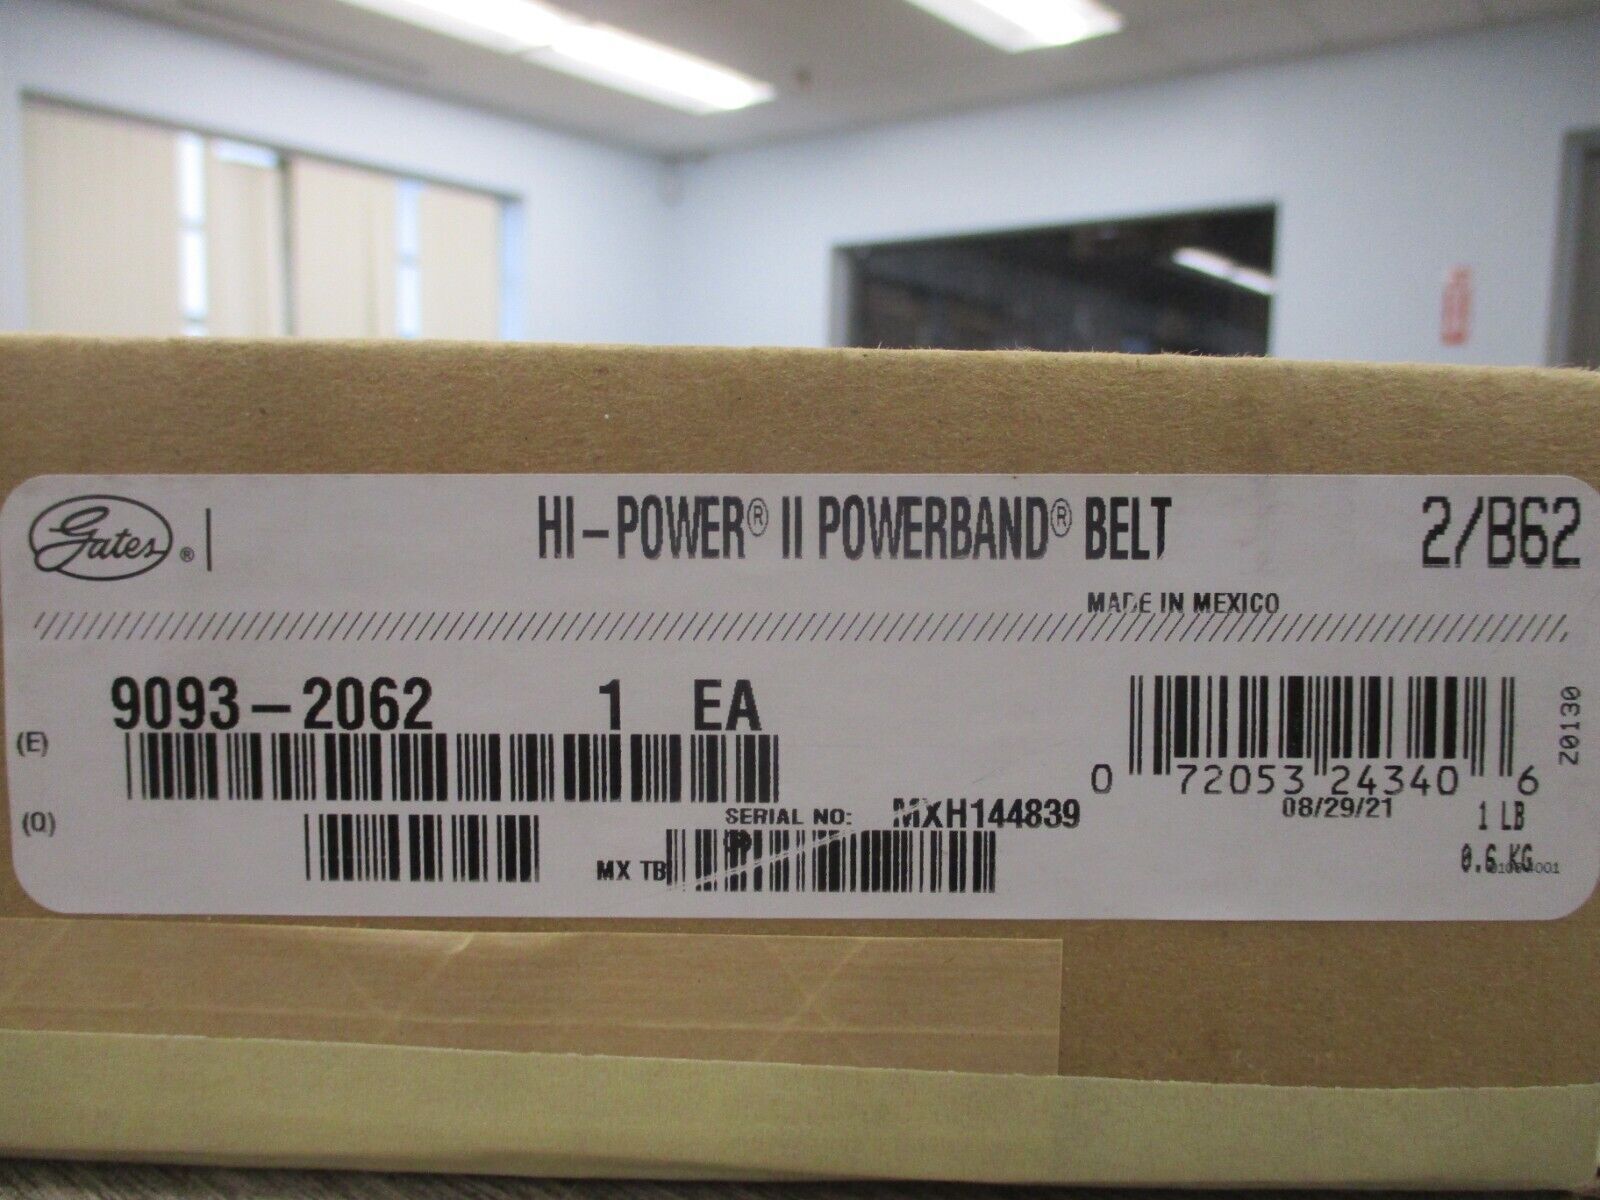 Gates ® HI-POWER® II POWERBAND® BELT 2/B62
MADE IN MEXICO
9093-2062 1 EA
(E)
Z0130
0 72053 24340 6
(Q)
SERIAL NO: MXH144839
08/29/21
1 LB
MX TB
0.6 KG